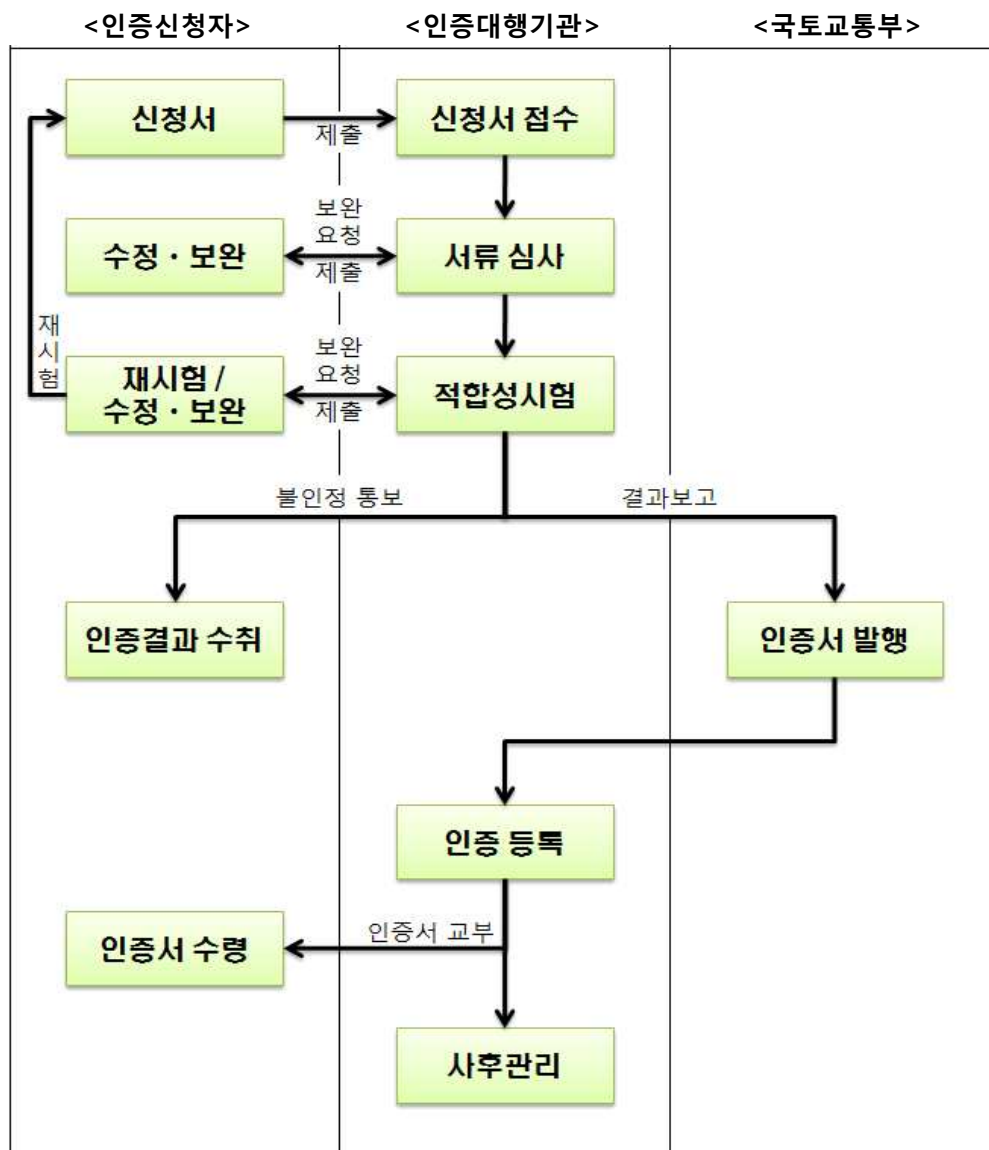 <인증신청자> <인증대행기관> <국토교통부>
신청서
제출
신청서 접수
수정・보완
보완
요청
제출
서류 심사
재
시
험
재시험 /
수정・보완
보완
요청
제출
적합성시험
불인정 통보
결과보고
인증결과 수취
인증서 발행
인증 등록
인증서 교부
인증서 수령
사후관리